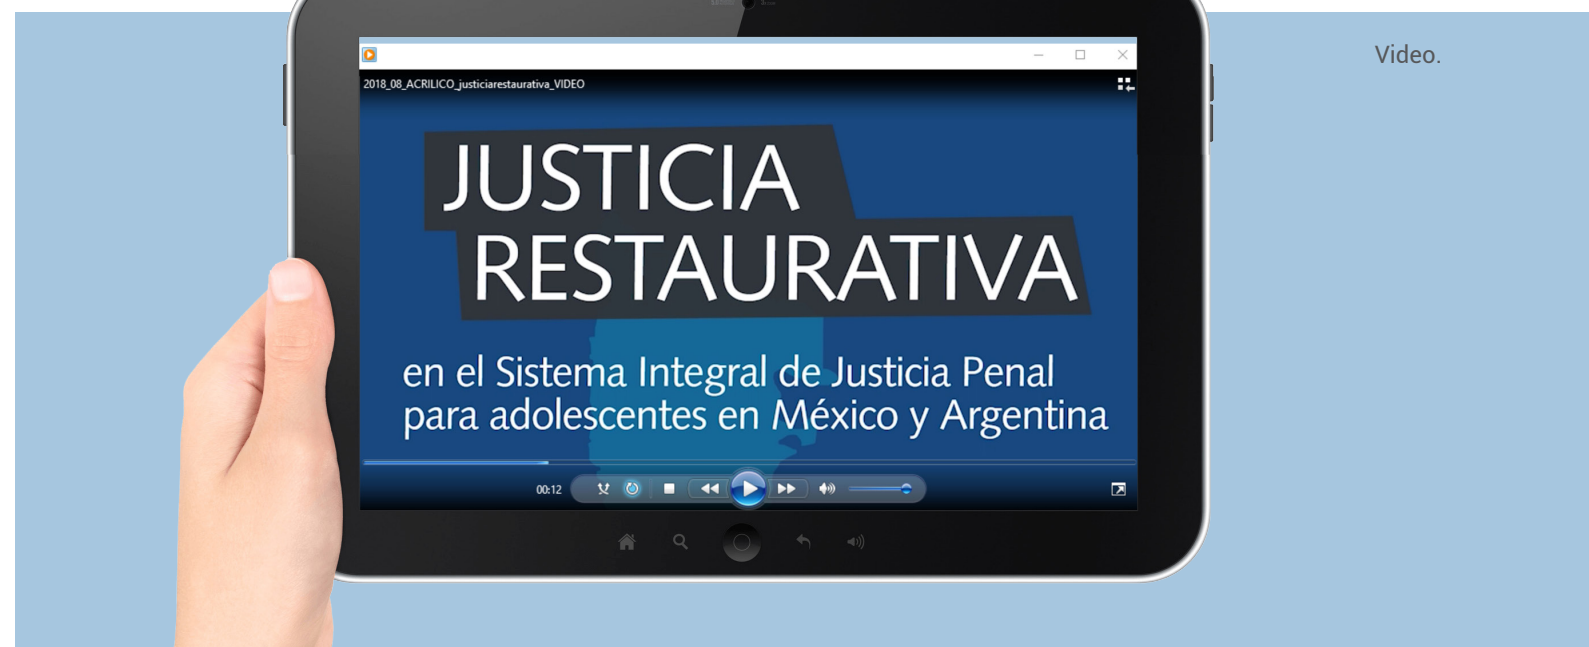 Video.
2018_08_ACRILICO_justiciarestaurativa_VIDEO
JUSTICIA
RESTAURATIVA
en el Sistema Integral de Justicia Penal
para adolescentes en México y Argentina
00:12